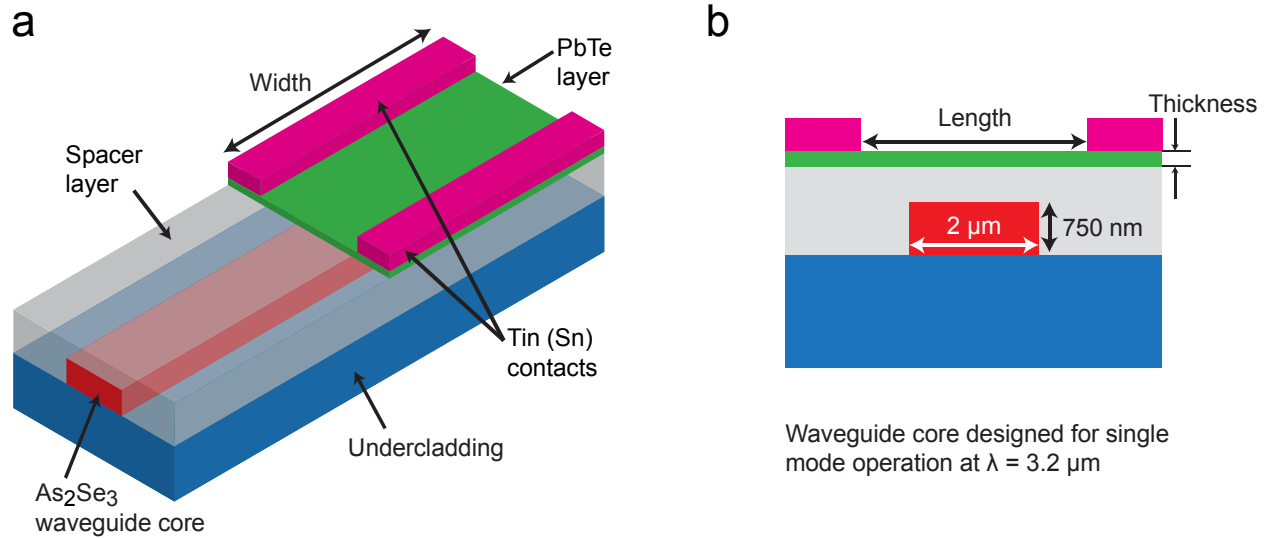 a
Width
PbTe
layer
Spacer
layer
Tin (Sn)
contacts
Undercladding
As₂Se₃
waveguide core
b
Thickness
Length
2 µm
750 nm
Waveguide core designed for single
mode operation at λ = 3.2 µm